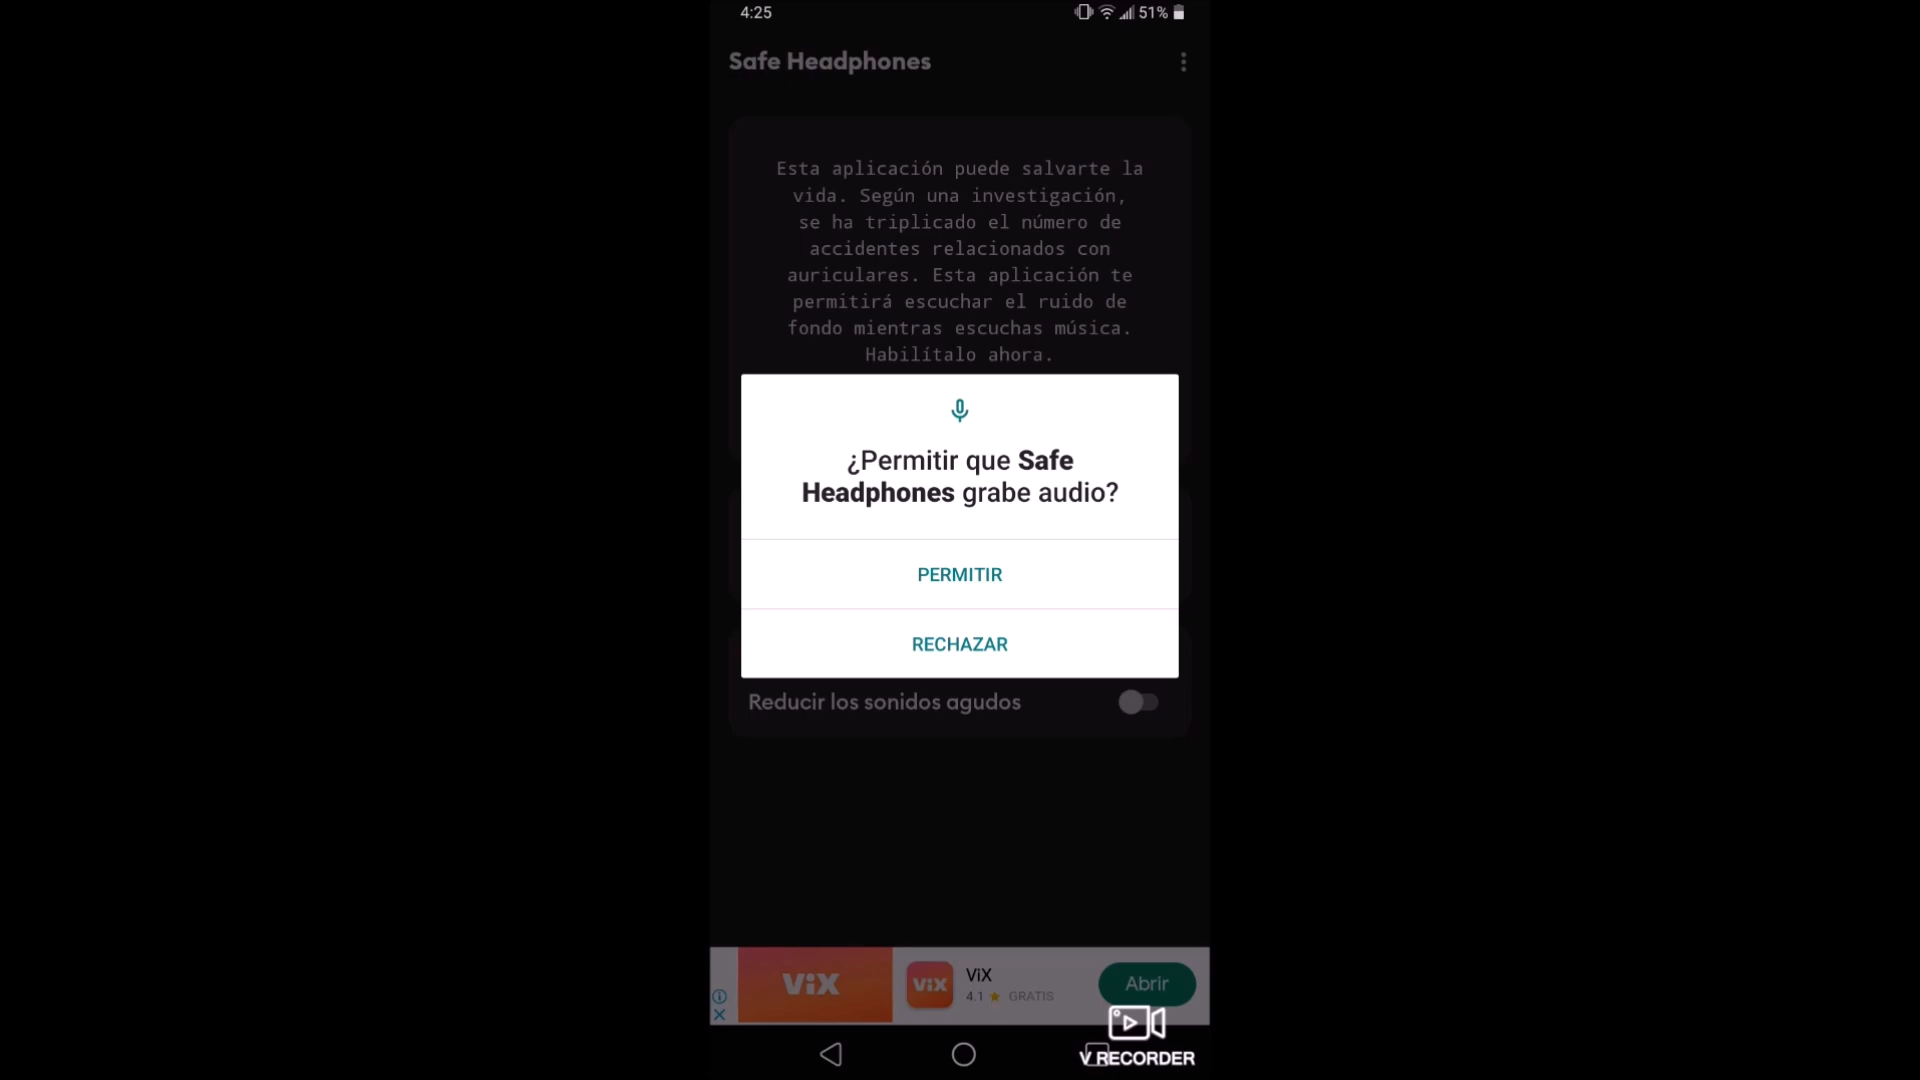 4:25
51%
Safe Headphones
Esta aplicación puede salvarte la
vida. Según una investigación,
se ha triplicado el número de
accidentes relacionados con
auriculares. Esta aplicación te
permitirá escuchar el ruido de
fondo mientras escuchas música.
Habilítalo ahora.
¿Permitir que Safe
Headphones grabe audio?
PERMITIR
RECHAZAR
Reducir los sonidos agudos
ViX
ViX
ViX
4.1 ★ GRATIS
Abrir
V RECORDER